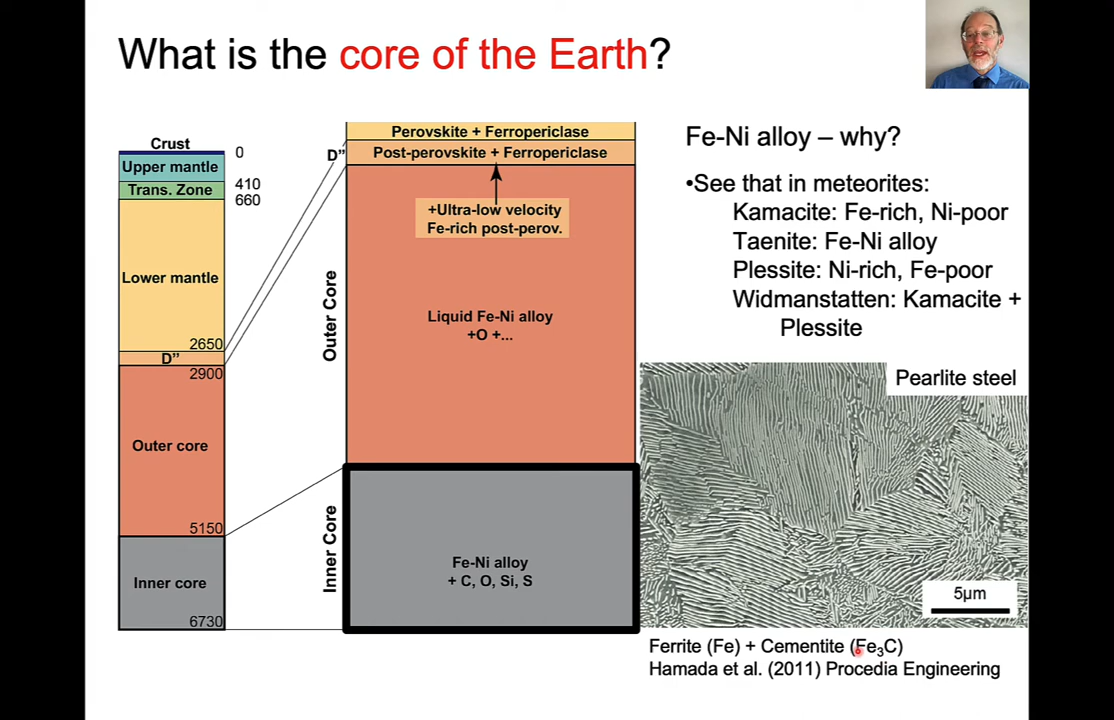 What is the core of the Earth?
Crust
0
Upper mantle
410
Trans. Zone
660
Lower mantle
2650
D”
2900
Outer core
5150
Inner core
6730
Perovskite + Ferropericlase
D”
Post-perovskite + Ferropericlase
+Ultra-low velocity
Fe-rich post-perov.
Outer Core
Liquid Fe-Ni alloy
+O +...
Inner Core
Fe-Ni alloy
+ C, O, Si, S
Fe-Ni alloy – why?
•See that in meteorites:
Kamacite: Fe-rich, Ni-poor
Taenite: Fe-Ni alloy
Plessite: Ni-rich, Fe-poor
Widmanstatten: Kamacite +
Plessite
Pearlite steel
5µm
Ferrite (Fe) + Cementite (Fe₃C)
Hamada et al. (2011) Procedia Engineering